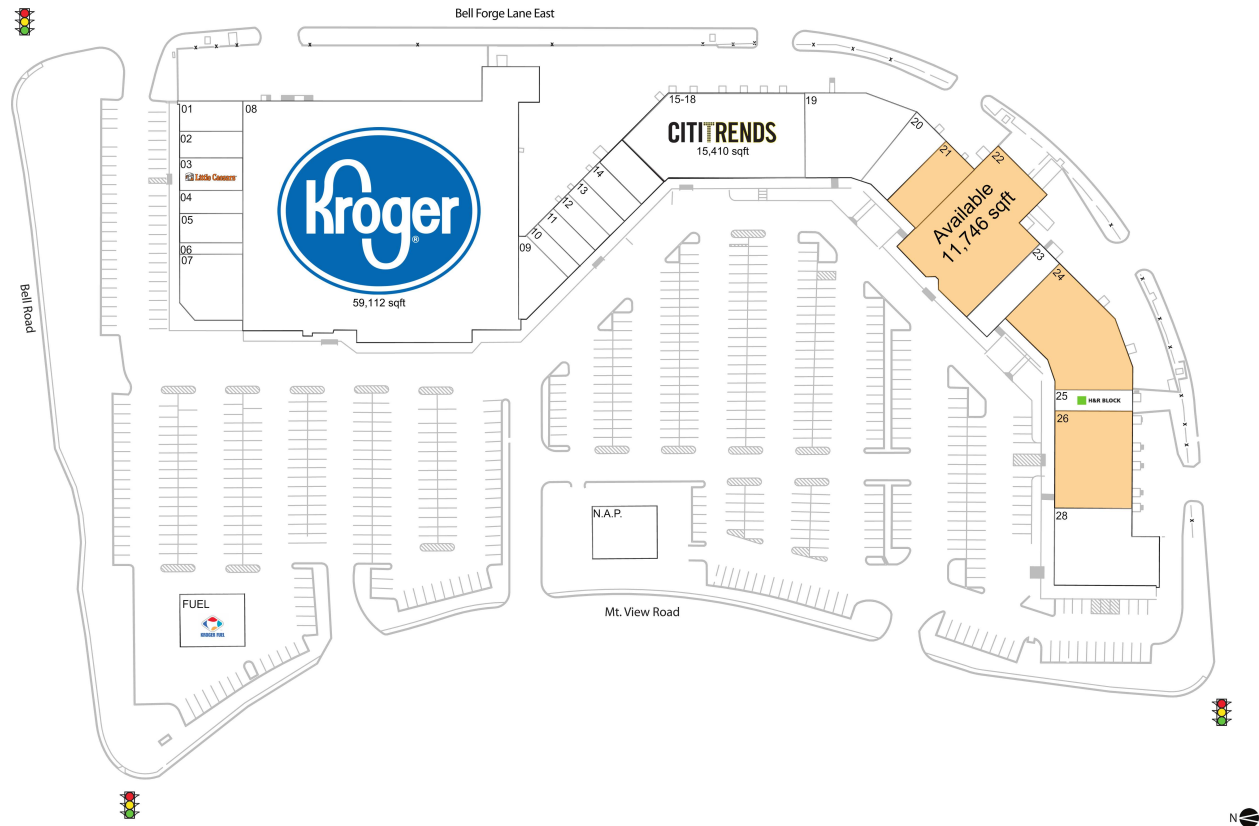 Bell Forge Lane East
01
08
15-18
19
CITITRENDS
15,410 sqft
20
21
22
02
03
Little Caesars
14
04
13
12
Kroger
®
05
11
10
Available
11,746 sqft
06
07
09
23
24
59,112 sqft
Bell Road
25
H&R BLOCK
26
N.A.P.
28
FUEL
KROGER FUEL
Mt. View Road
N